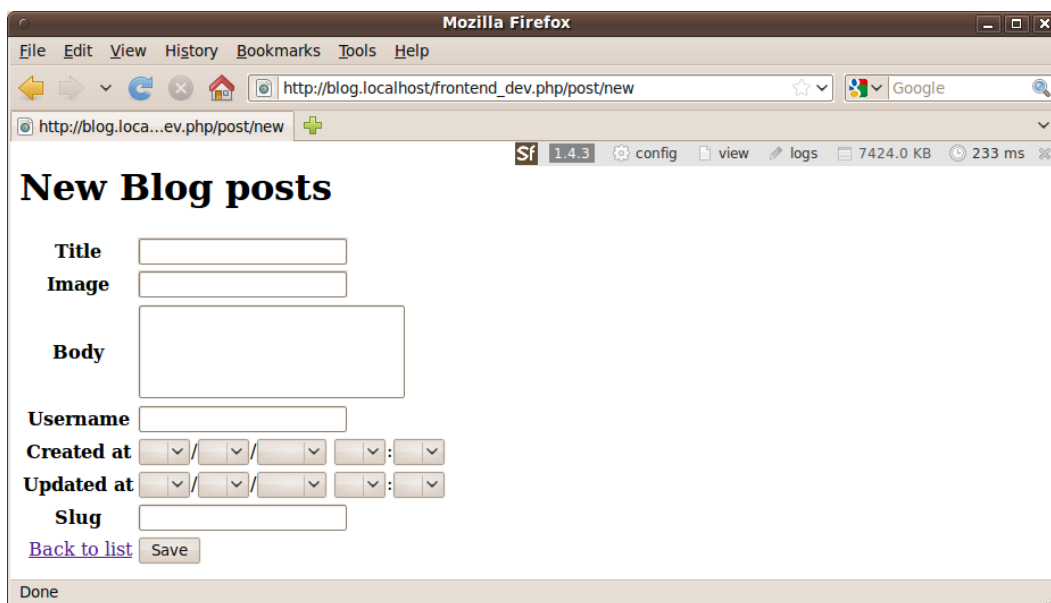 Mozilla Firefox
File Edit View History Bookmarks Tools Help
http://blog.localhost/frontend_dev.php/post/new Google
http://blog.loca...ev.php/post/new
Sf 1.4.3 config view logs 7424.0 KB 233 ms
New Blog posts
Title
Image
Body
Username
Created at / / :
Updated at / / :
Slug
Back to list Save
Done